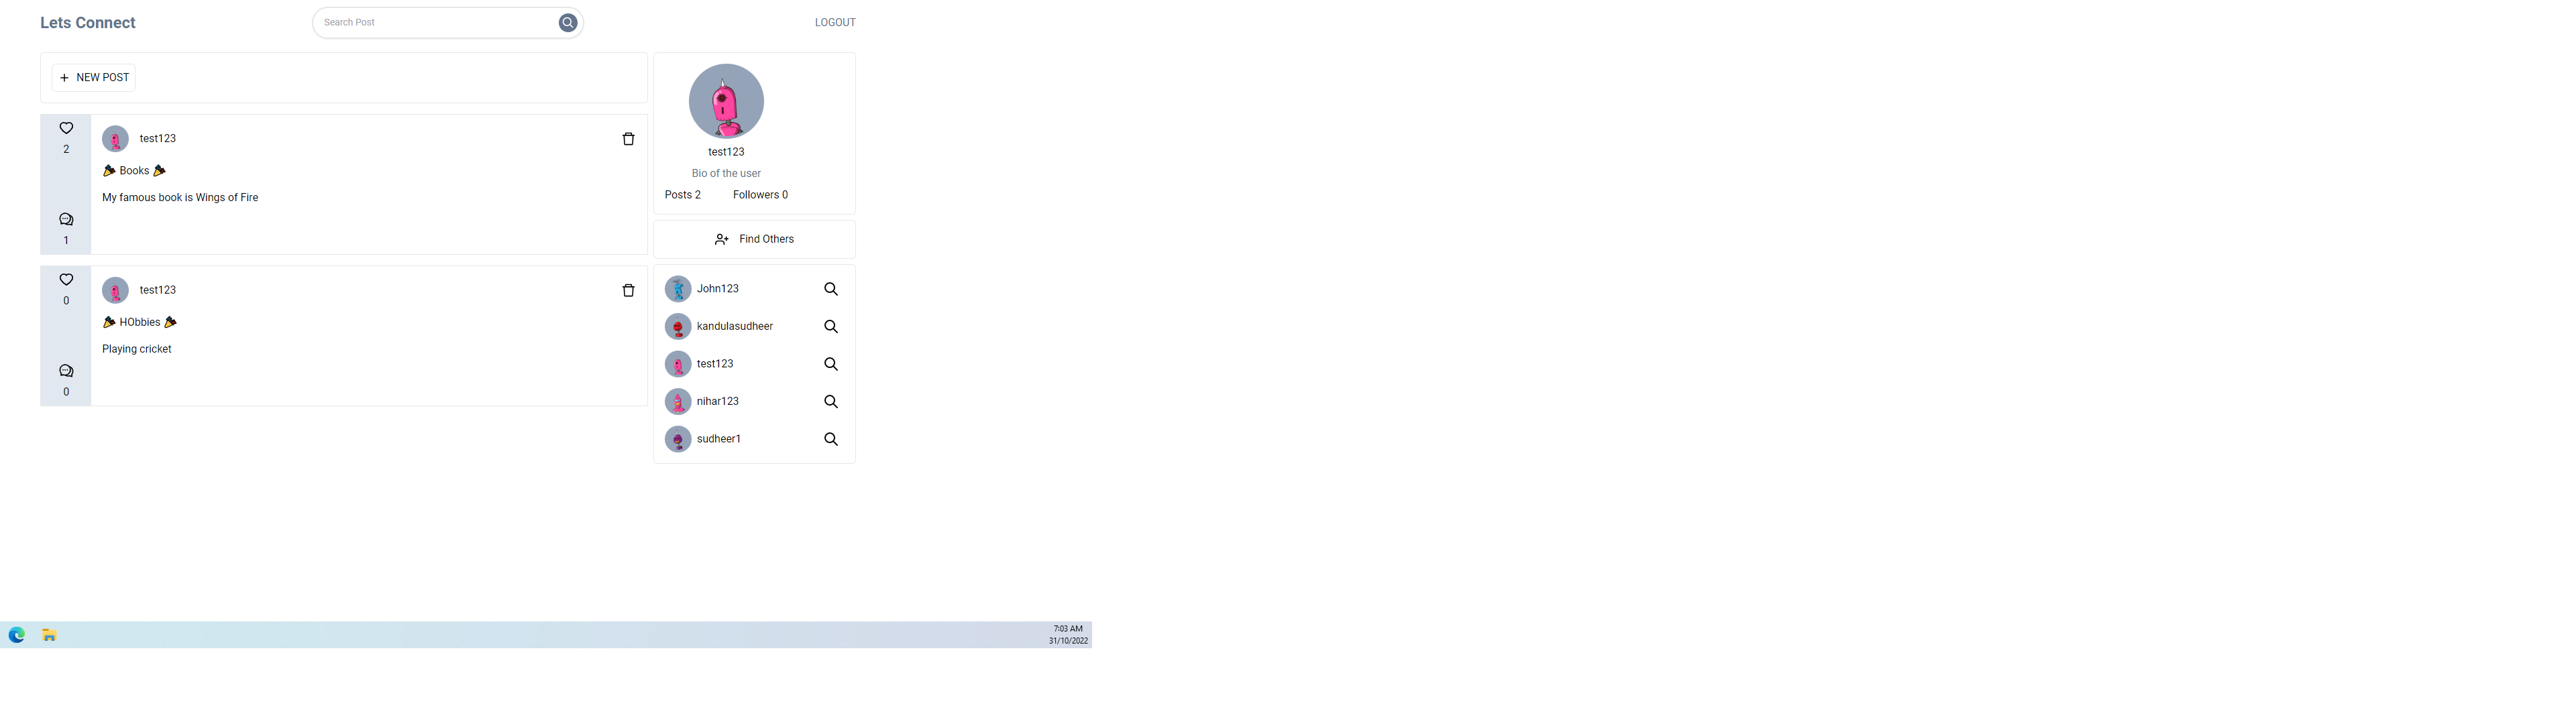 Lets Connect
Search Post
LOGOUT
NEW POST
2
test123
Books
My famous book is Wings of Fire
1
0
test123
HObbies
Playing cricket
0
test123
Bio of the user
Posts 2 Followers 0
Find Others
John123
kandulasudheer
test123
nihar123
sudheer1
7:03 AM
31/10/2022